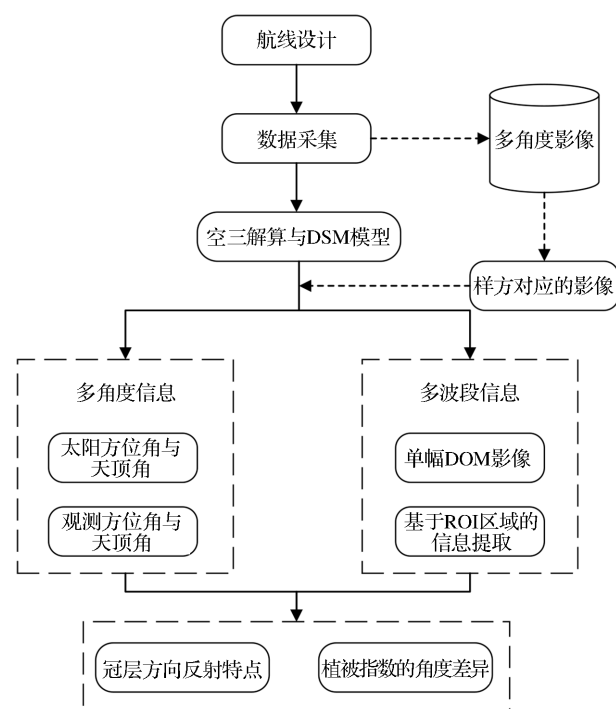 航线设计
数据采集
多角度影像
空三解算与DSM模型
样方对应的影像
多角度信息
太阳方位角与
天顶角
观测方位角与
天顶角
多波段信息
单幅DOM影像
基于ROI区域的
信息提取
冠层方向反射特点
植被指数的角度差异